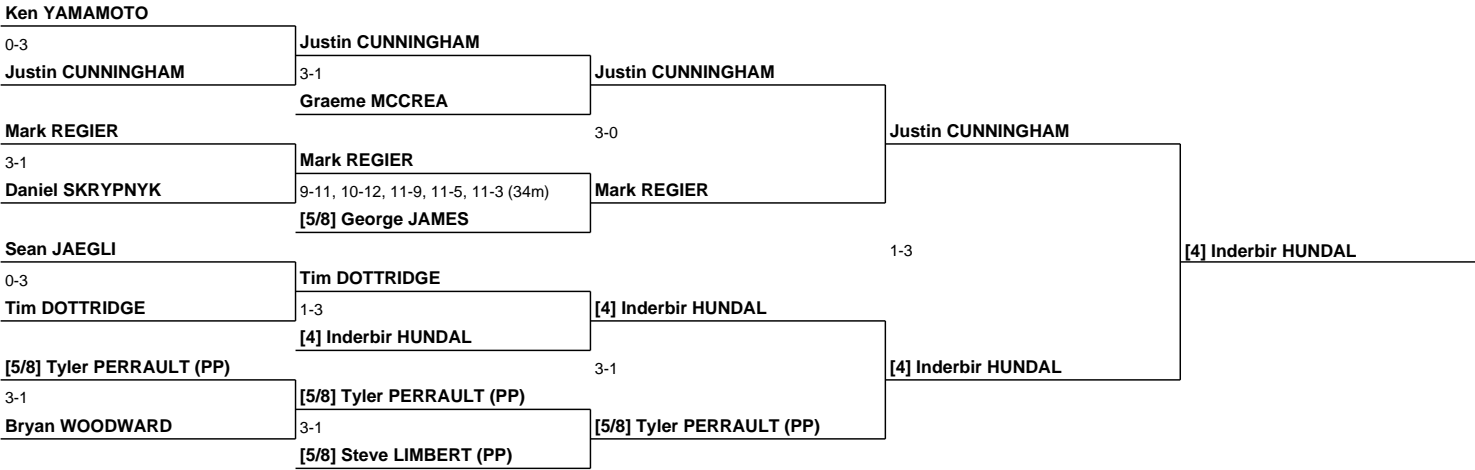 Ken YAMAMOTO
0-3
Justin CUNNINGHAM
Justin CUNNINGHAM
3-1
Justin CUNNINGHAM
Graeme MCCREA
Mark REGIER
3-0
Justin CUNNINGHAM
3-1
Mark REGIER
Daniel SKRYPNYK
9-11, 10-12, 11-9, 11-5, 11-3 (34m)
Mark REGIER
[5/8] George JAMES
Sean JAEGLI
1-3
[4] Inderbir HUNDAL
0-3
Tim DOTTRIDGE
Tim DOTTRIDGE
1-3
[4] Inderbir HUNDAL
[4] Inderbir HUNDAL
[5/8] Tyler PERRAULT (PP)
3-1
[4] Inderbir HUNDAL
3-1
[5/8] Tyler PERRAULT (PP)
Bryan WOODWARD
3-1
[5/8] Tyler PERRAULT (PP)
[5/8] Steve LIMBERT (PP)